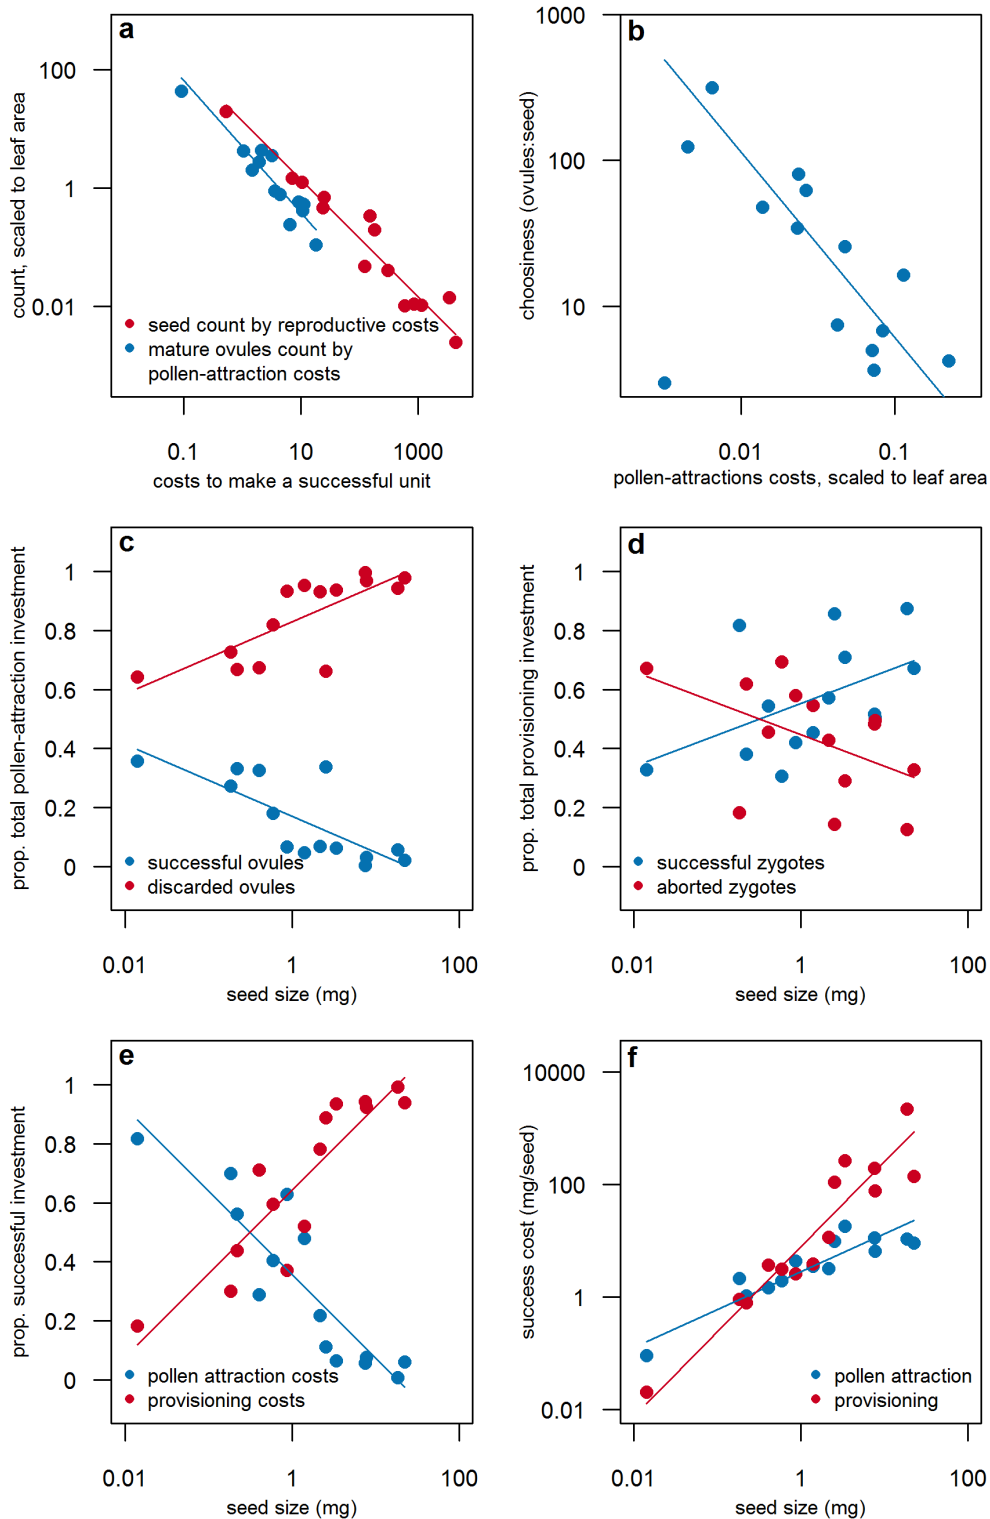 a
count, scaled to leaf area
100
1
0.01
seed count by reproductive costs
mature ovules count by
pollen-attraction costs
0.1
10
1000
costs to make a successful unit
b
choosiness (ovules:seed)
1000
100
10
0.01
0.1
pollen-attractions costs, scaled to leaf area
c
prop. total pollen-attraction investment
1
0.8
0.6
0.4
0.2
0
successful ovules
discarded ovules
0.01
1
100
seed size (mg)
d
prop. total provisioning investment
1
0.8
0.6
0.4
0.2
0
successful zygotes
aborted zygotes
0.01
1
100
seed size (mg)
e
prop. successful investment
1
0.8
0.6
0.4
0.2
0
pollen attraction costs
provisioning costs
0.01
1
100
seed size (mg)
f
success cost (mg/seed)
10000
100
1
0.01
pollen attraction
provisioning
0.01
1
100
seed size (mg)